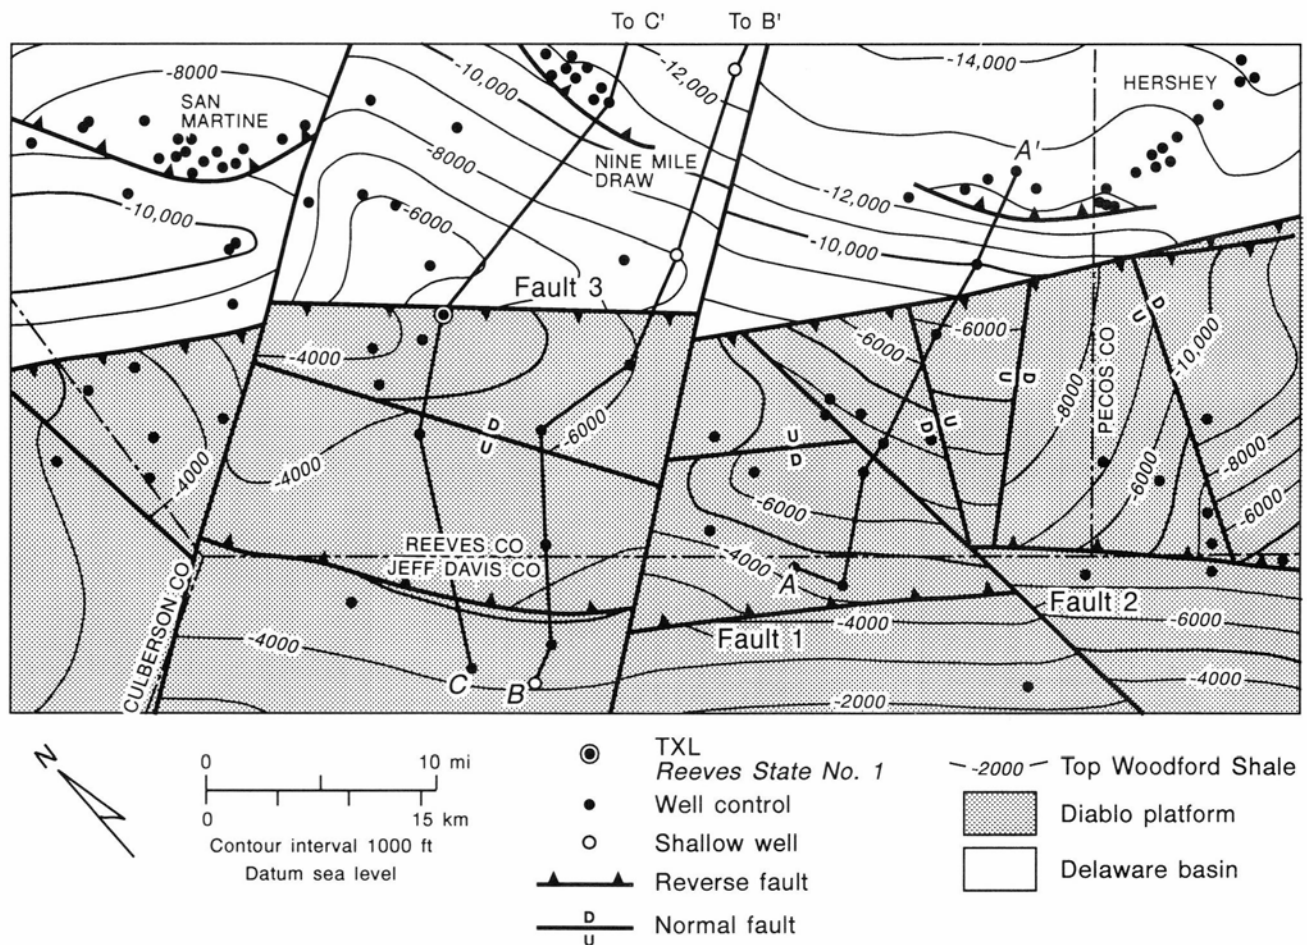 To C'
To B'
-8000
SAN
MARTINE
-10,000
-12,000
-14,000
HERSHEY
-8000
NINE MILE
DRAW
A'
-12,000
-10,000
-6000
-10,000
Fault 3
-4000
-6000
-6000
D
U
-10,000
U
D
-8000
PECOS CO
D
U
-6000
U
D
U
D
-4000
-4000
-6000
-6000
-8000
-6000
REEVES CO
JEFF DAVIS CO
-4000
A
CULBERSON CO
-4000
C
B
Fault 1
-4000
Fault 2
-6000
-4000
-2000
N
0
10 mi
0
15 km
Contour interval 1000 ft
Datum sea level
TXL
Reeves State No. 1
Well control
Shallow well
Reverse fault
D
U
Normal fault
-2000
Top Woodford Shale
Diablo platform
Delaware basin